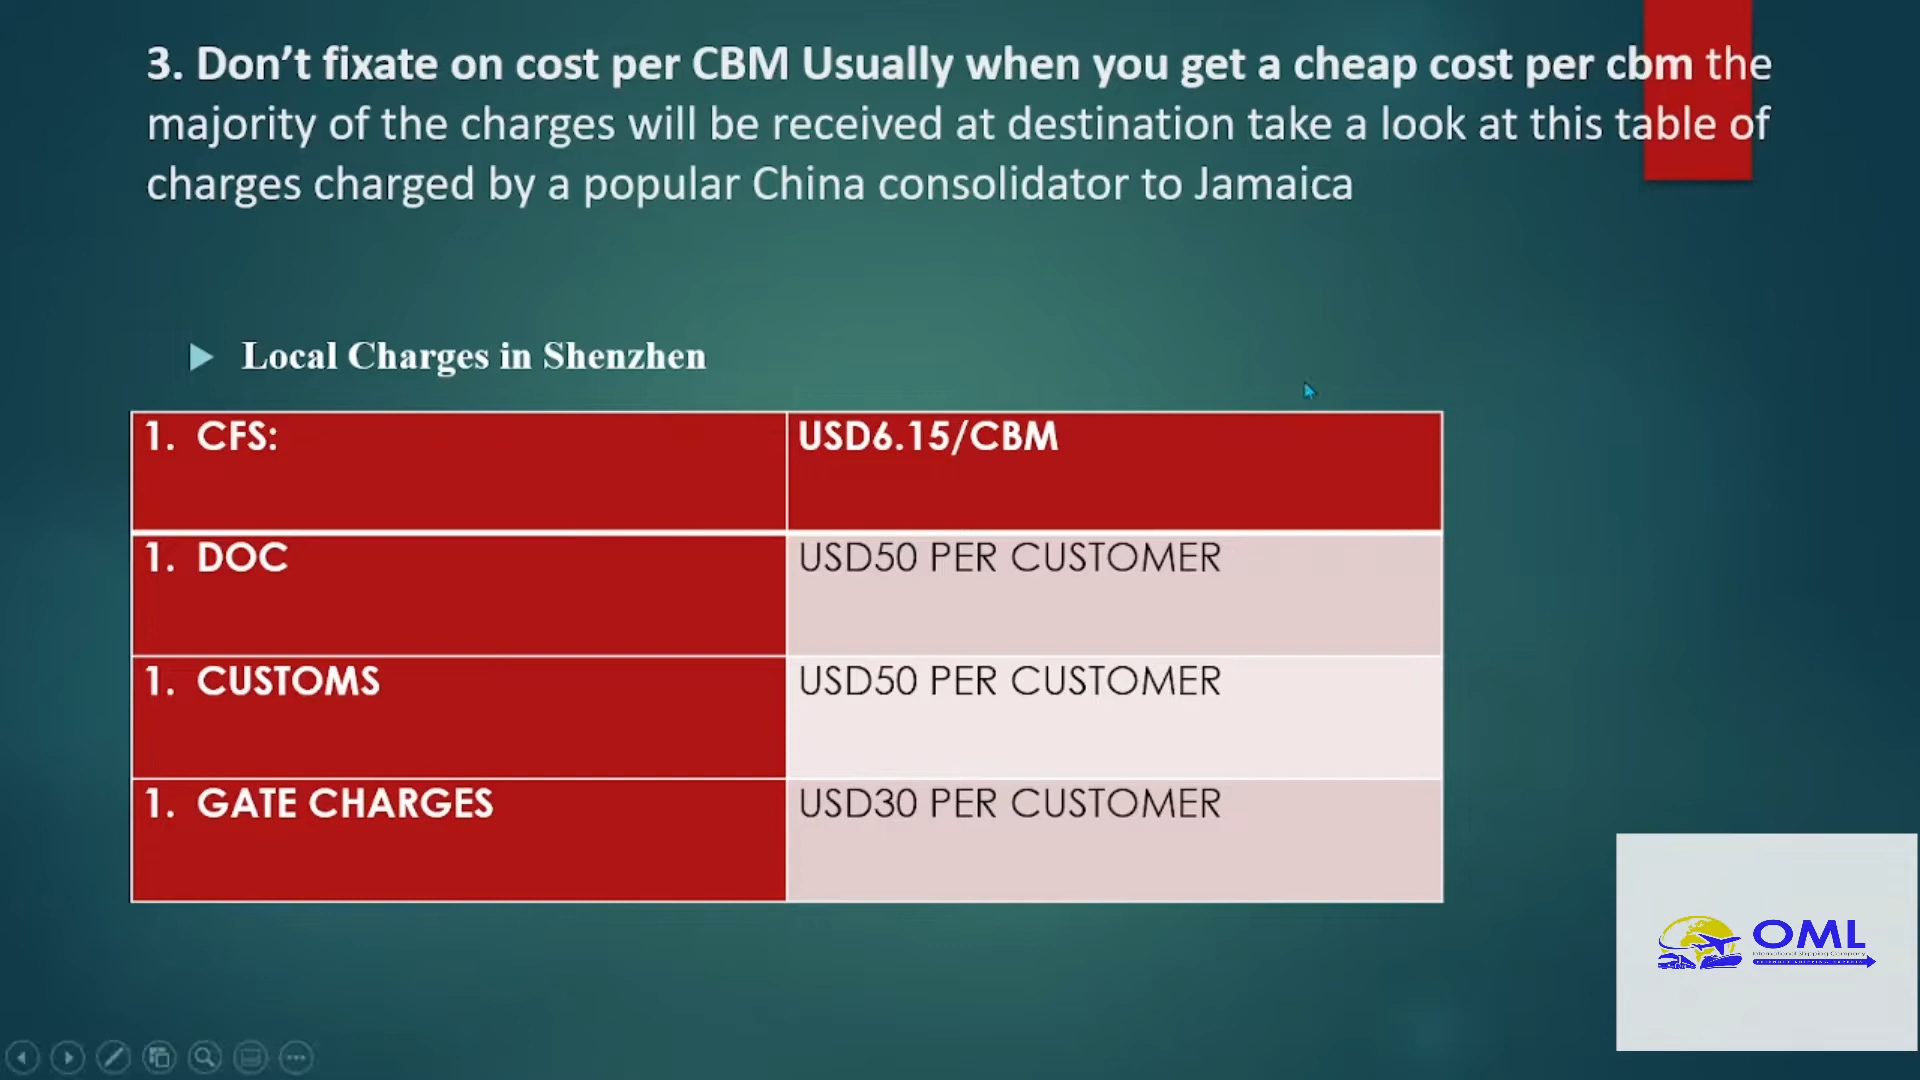 3. Don’t fixate on cost per CBM Usually when you get a cheap cost per cbm the
majority of the charges will be received at destination take a look at this table of
charges charged by a popular China consolidator to Jamaica
Local Charges in Shenzhen
1. CFS: USD6.15/CBM
1. DOC USD50 PER CUSTOMER
1. CUSTOMS USD50 PER CUSTOMER
1. GATE CHARGES USD30 PER CUSTOMER
OML
International Shipping Company